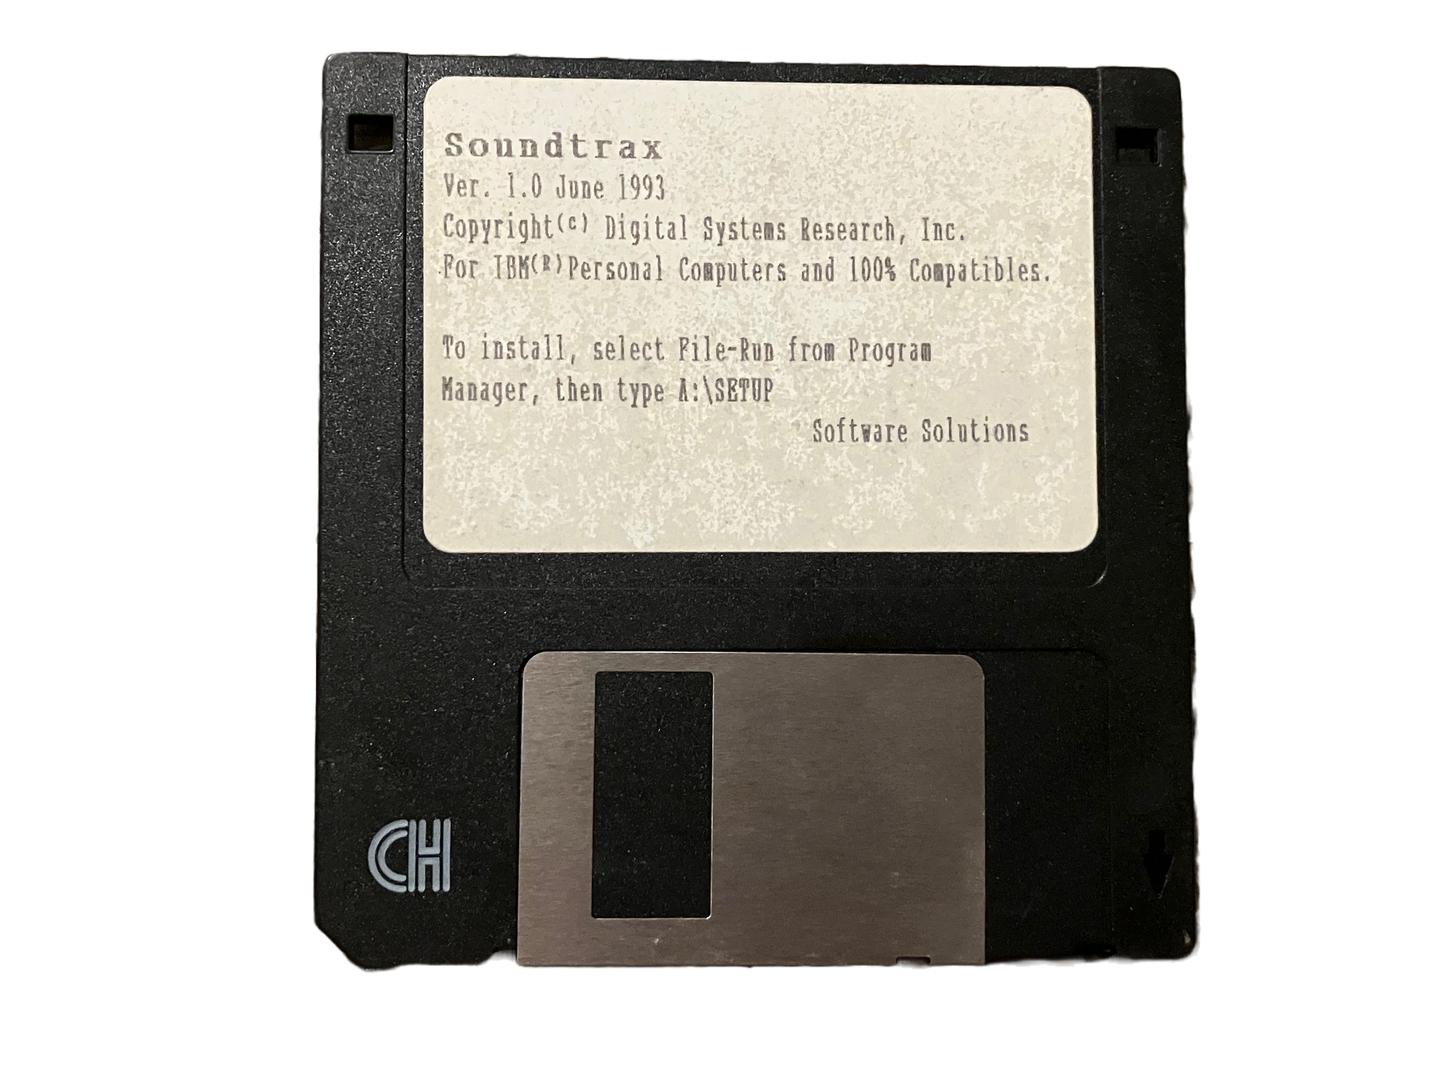 Soundtrax
Ver. 1.0 June 1993
Copyright(c) Digital Systems Research, Inc.
For IBM(R)Personal Computers and 100% Compatibles.
To install, select File-Run from Program
Manager, then type A:\SETUP
Software Solutions
CH